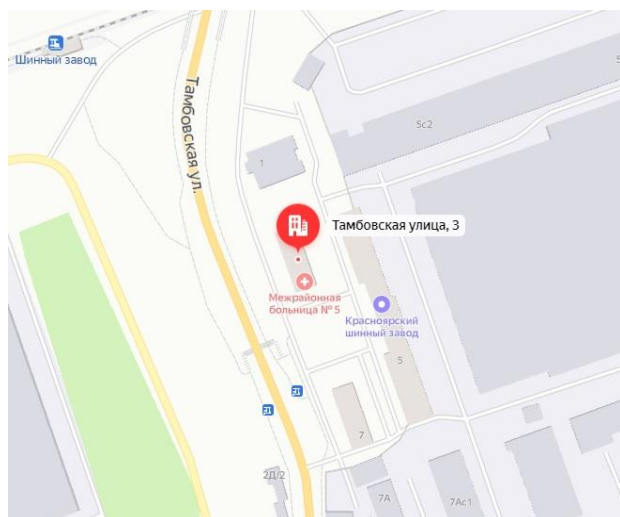 Шинный завод
Тамбовская ул.
5с2
1
Тамбовская улица, 3
Межрайонная
больница № 5
Красноярский
шинный завод
5
7
2Д/2
7А
7Ас1